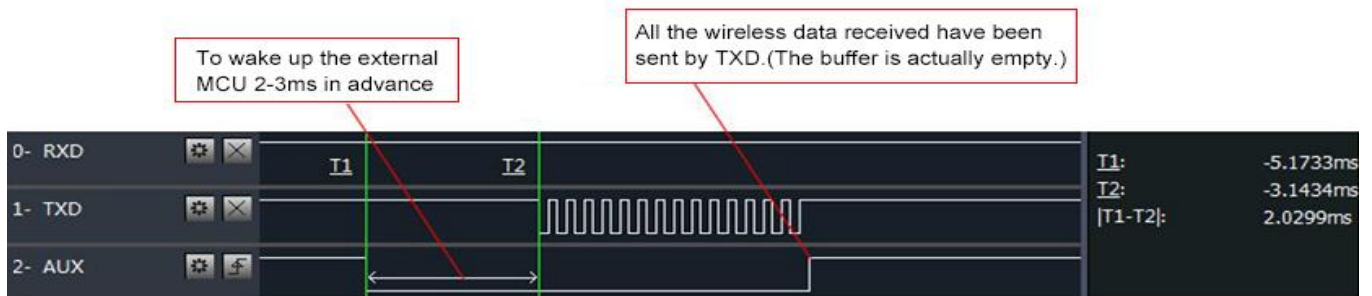 To wake up the external
MCU 2-3ms in advance
All the wireless data received have been
sent by TXD.(The buffer is actually empty.)
0- RXD
T1
T2
1- TXD
2- AUX
T1: -5.1733ms
T2: -3.1434ms
|T1-T2|: 2.0299ms